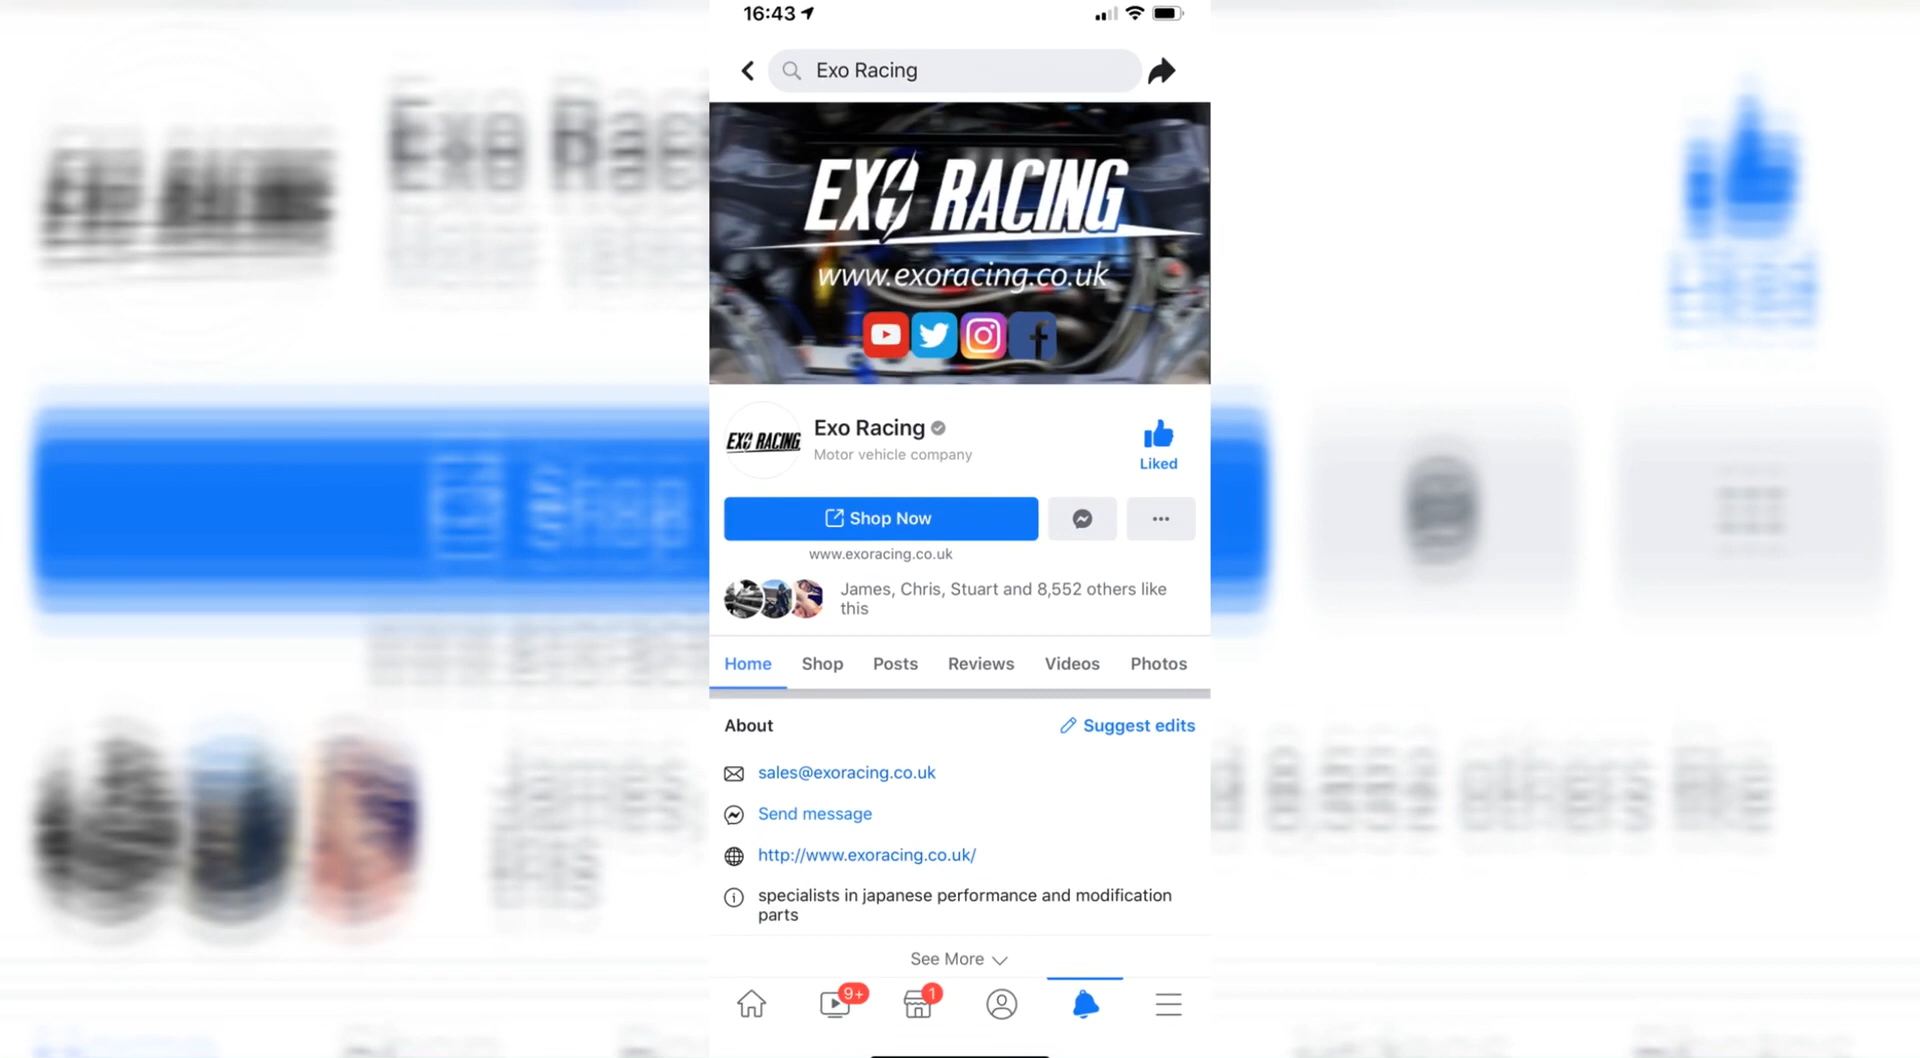 16:43
Exo Racing
EXO RACING
www.exoracing.co.uk
EXO RACING
Exo Racing
Motor vehicle company
Liked
Shop Now
www.exoracing.co.uk
James, Chris, Stuart and 8,552 others like
this
Home Shop Posts Reviews Videos Photos
About
Suggest edits
sales@exoracing.co.uk
Send message
http://www.exoracing.co.uk/
specialists in japanese performance and modification
parts
See More
9+
1